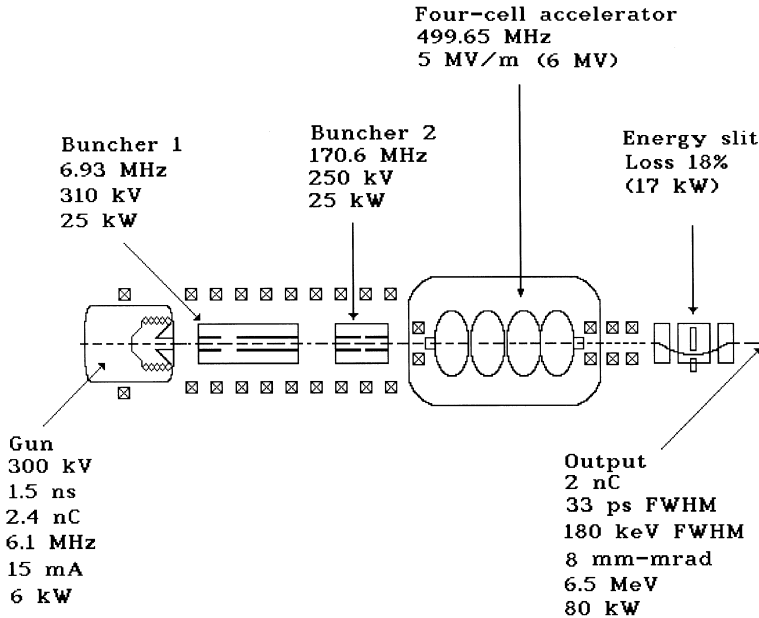 Four-cell accelerator
499.65 MHz
5 MV/m (6 MV)
Buncher 1
6.93 MHz
310 kV
25 kW
Buncher 2
170.6 MHz
250 kV
25 kW
Energy slit
Loss 18%
(17 kW)
Gun
300 kV
1.5 ns
2.4 nC
6.1 MHz
15 mA
6 kW
Output
2 nC
33 ps FWHM
180 keV FWHM
8 mm-mrad
6.5 MeV
80 kW